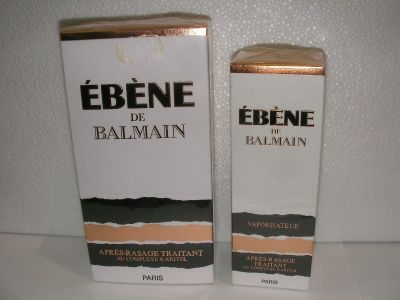 ÉBÈNE
DE
BALMAIN
APRÈS-RASAGE TRAITANT
AU COMPLEXE KARITOL
PARIS
ÉBÈNE
DE
BALMAIN
VAPORISATEUR
APRÈS-RASAGE
TRAITANT
AU COMPLEXE KARITOL
PARIS